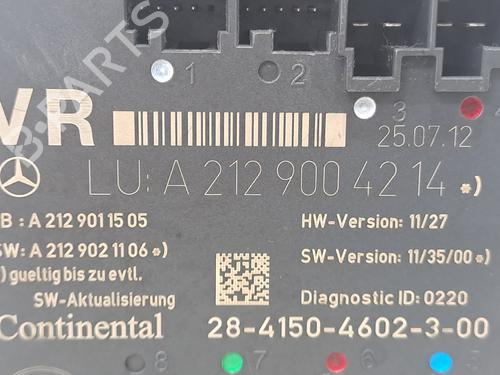 1 2
VR 3 4
25.07.12
LU: A 212 900 42 14 *)
B : A 212 901 15 05
HW-Version: 11/27
SW: A 212 902 11 06 *)
SW-Version: 11/35/00 *)
) gueltig bis zu evtl.
SW-Aktualisierung
Diagnostic ID: 0220
Continental 28-4150-4602-3-00
8 7 6 5
B-PARTS